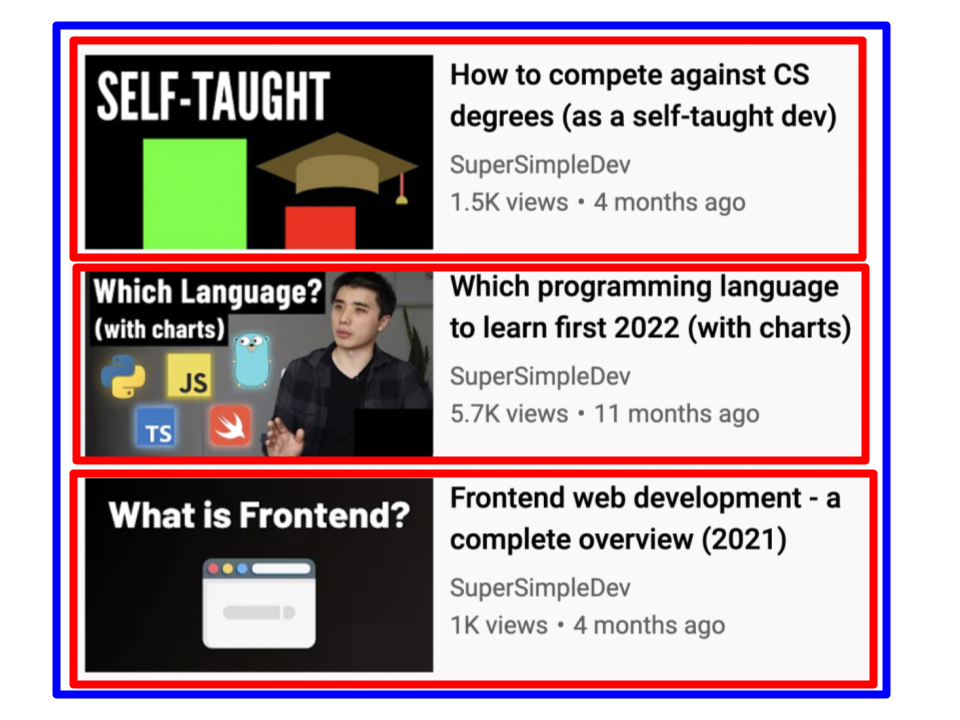 SELF-TAUGHT
How to compete against CS
degrees (as a self-taught dev)
SuperSimpleDev
1.5K views • 4 months ago
Which Language?
(with charts)
JS
TS
Which programming language
to learn first 2022 (with charts)
SuperSimpleDev
5.7K views • 11 months ago
What is Frontend?
Frontend web development - a
complete overview (2021)
SuperSimpleDev
1K views • 4 months ago